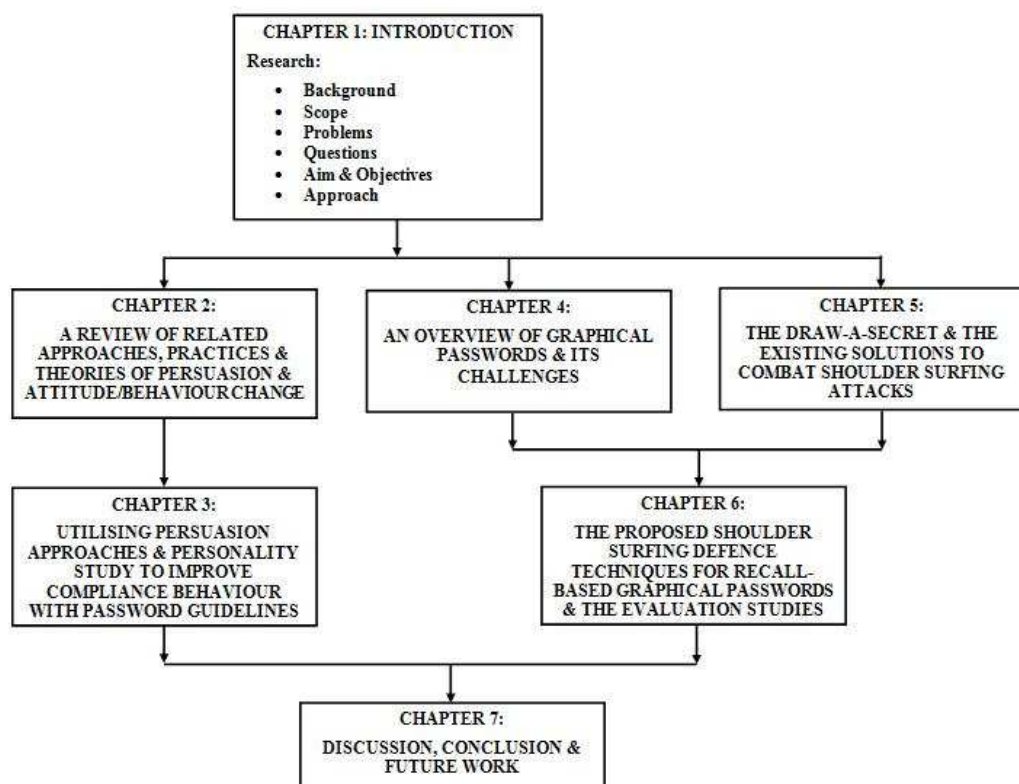 CHAPTER 1: INTRODUCTION
Research:
• Background
• Scope
• Problems
• Questions
• Aim & Objectives
• Approach
CHAPTER 2:
A REVIEW OF RELATED
APPROACHES, PRACTICES &
THEORIES OF PERSUASION &
ATTITUDE/BEHAVIOUR CHANGE
CHAPTER 4:
AN OVERVIEW OF GRAPHICAL
PASSWORDS & ITS
CHALLENGES
CHAPTER 5:
THE DRAW-A-SECRET & THE
EXISTING SOLUTIONS TO
COMBAT SHOULDER SURFING
ATTACKS
CHAPTER 3:
UTILISING PERSUASION
APPROACHES & PERSONALITY
STUDY TO IMPROVE
COMPLIANCE BEHAVIOUR
WITH PASSWORD GUIDELINES
CHAPTER 6:
THE PROPOSED SHOULDER
SURFING DEFENCE
TECHNIQUES FOR RECALL-
BASED GRAPHICAL PASSWORDS
& THE EVALUATION STUDIES
CHAPTER 7:
DISCUSSION, CONCLUSION &
FUTURE WORK